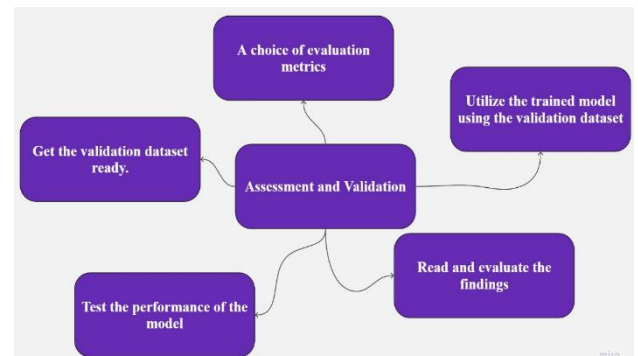 A choice of evaluation
metrics
Utilize the trained model
using the validation dataset
Get the validation dataset
ready.
Assessment and Validation
Read and evaluate the
findings
Test the performance of the
model
miro